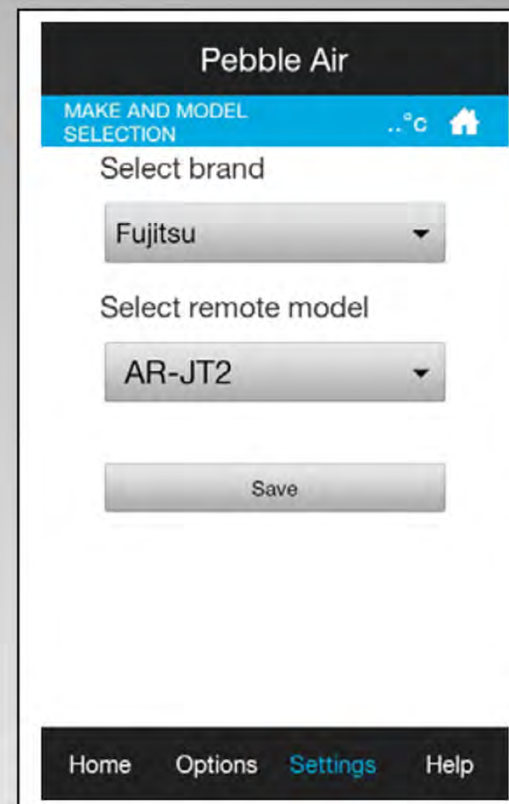 Pebble Air
MAKE AND MODEL
SELECTION
..°c
Select brand
Fujitsu
Select remote model
AR-JT2
Save
Home Options Settings Help